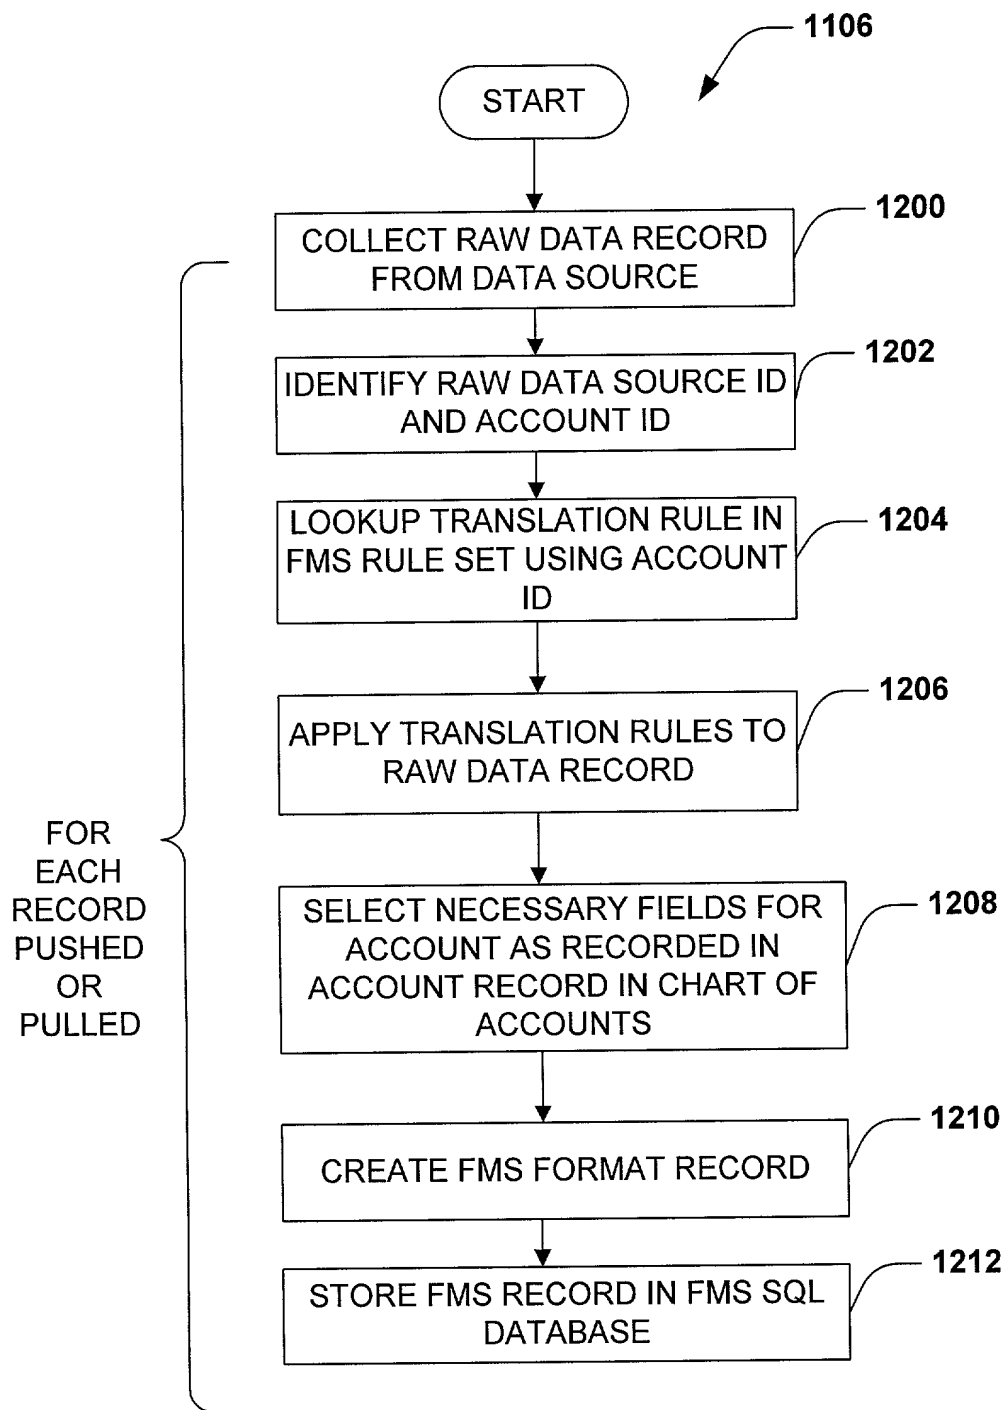 1106
START
1200
COLLECT RAW DATA RECORD
FROM DATA SOURCE
1202
IDENTIFY RAW DATA SOURCE ID
AND ACCOUNT ID
1204
LOOKUP TRANSLATION RULE IN
FMS RULE SET USING ACCOUNT
ID
1206
APPLY TRANSLATION RULES TO
RAW DATA RECORD
FOR
EACH
RECORD
PUSHED
OR
PULLED
1208
SELECT NECESSARY FIELDS FOR
ACCOUNT AS RECORDED IN
ACCOUNT RECORD IN CHART OF
ACCOUNTS
1210
CREATE FMS FORMAT RECORD
1212
STORE FMS RECORD IN FMS SQL
DATABASE